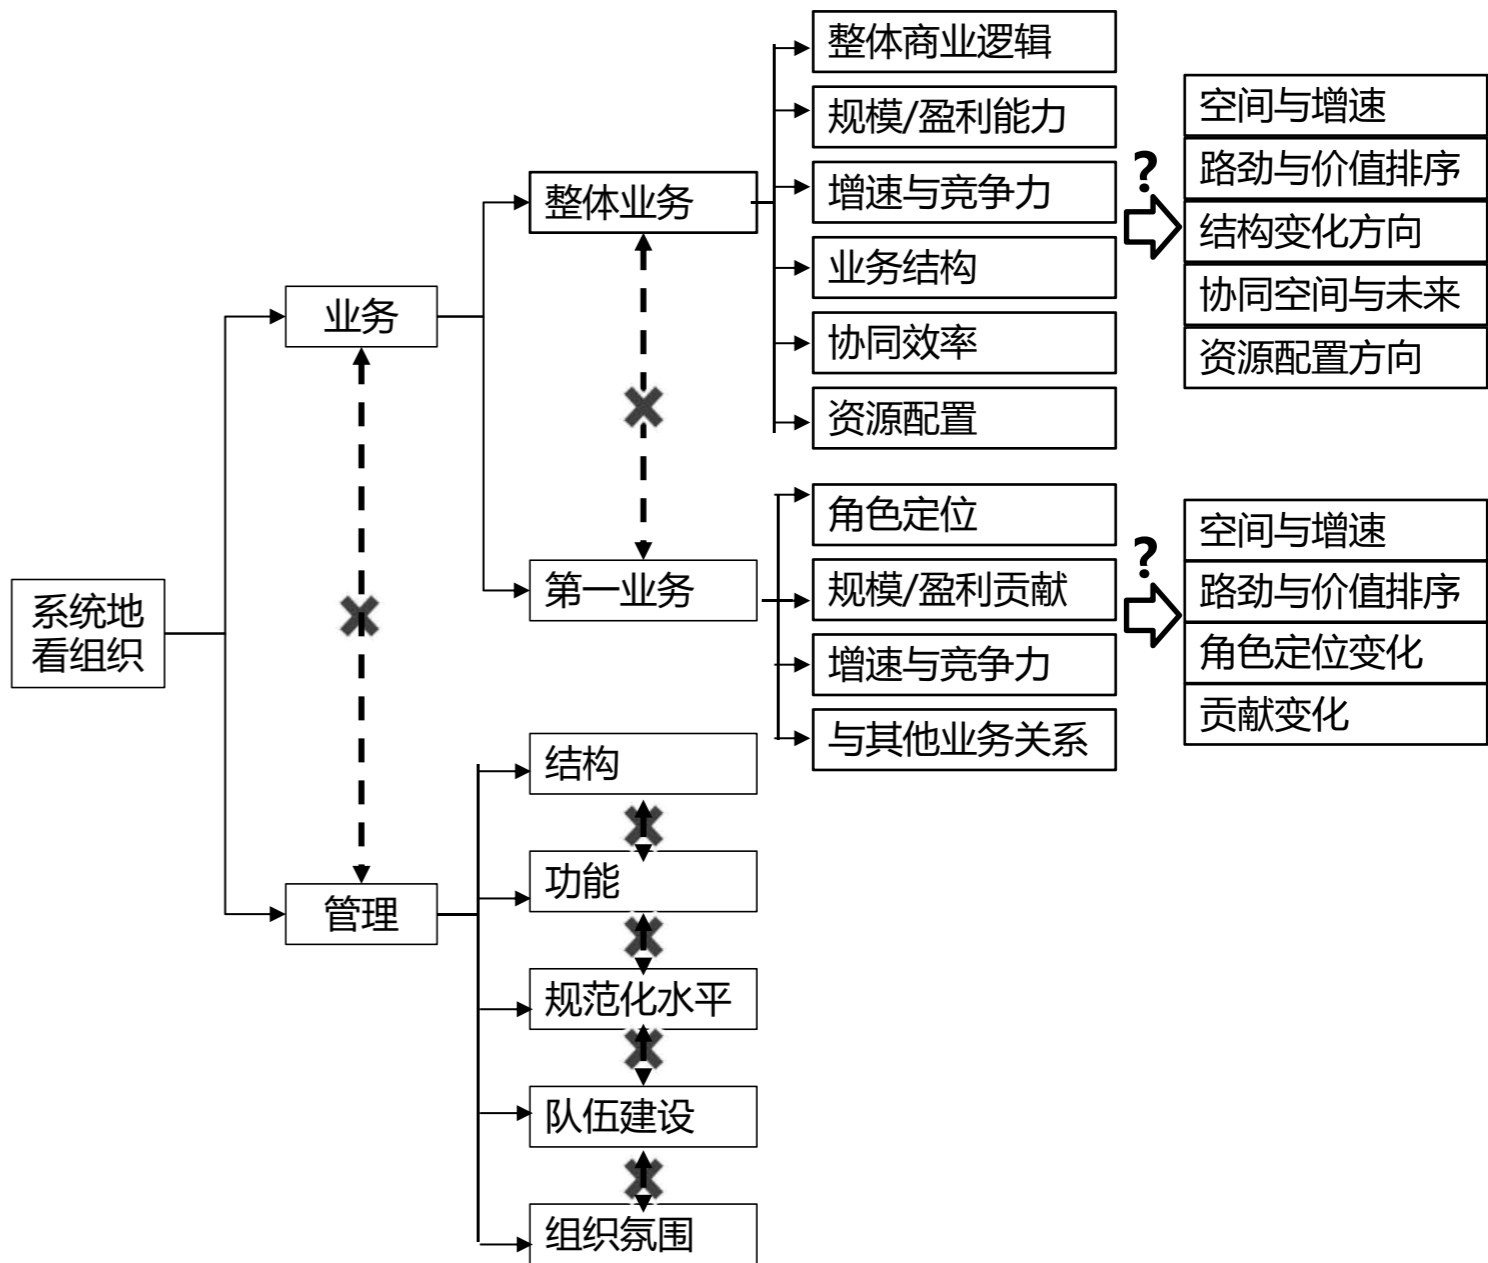 系统地
看组织
业务
管理
整体业务
第一业务
结构
功能
规范化水平
队伍建设
组织氛围
整体商业逻辑
规模/盈利能力
增速与竞争力
业务结构
协同效率
资源配置
角色定位
规模/盈利贡献
增速与竞争力
与其他业务关系
?
空间与增速
路劲与价值排序
结构变化方向
协同空间与未来
资源配置方向
?
空间与增速
路劲与价值排序
角色定位变化
贡献变化